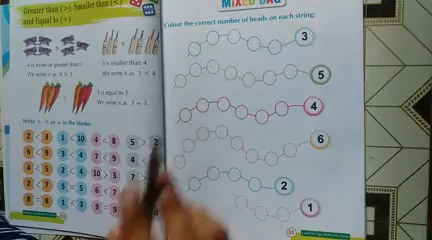 Greater than (>), Smaller than (<)
and Equal to (=)
4 is more or greater than 3
We write it as 4 > 3
3 is smaller than 4.
We write it as 3 < 4
3 is equal to 3
We write it as 3 = 3.
Write >, < or = in the blanks:
2 < 3 1 < 10 4 < 8 5 > 2
6 < 9 3 < 4 7 < 9 4
4 < 5 2 < 4 10 > 3 7 >
2 < 7 5 = 5 6 < 7
8 = 8 1 < 3 9 = 9
MIXED BAG
Colour the correct number of beads on each string:
3
5
4
6
2
1